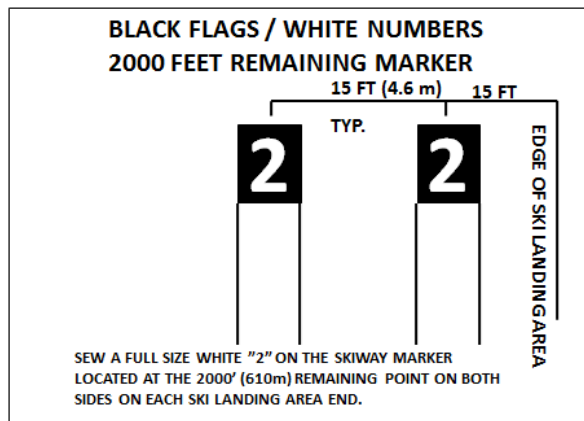 BLACK FLAGS / WHITE NUMBERS
2000 FEET REMAINING MARKER
15 FT (4.6 m) 15 FT
TYP.
2 2
EDGE OF SKI LANDING AREA
SEW A FULL SIZE WHITE ”2” ON THE SKIWAY MARKER
LOCATED AT THE 2000’ (610m) REMAINING POINT ON BOTH
SIDES ON EACH SKI LANDING AREA END.